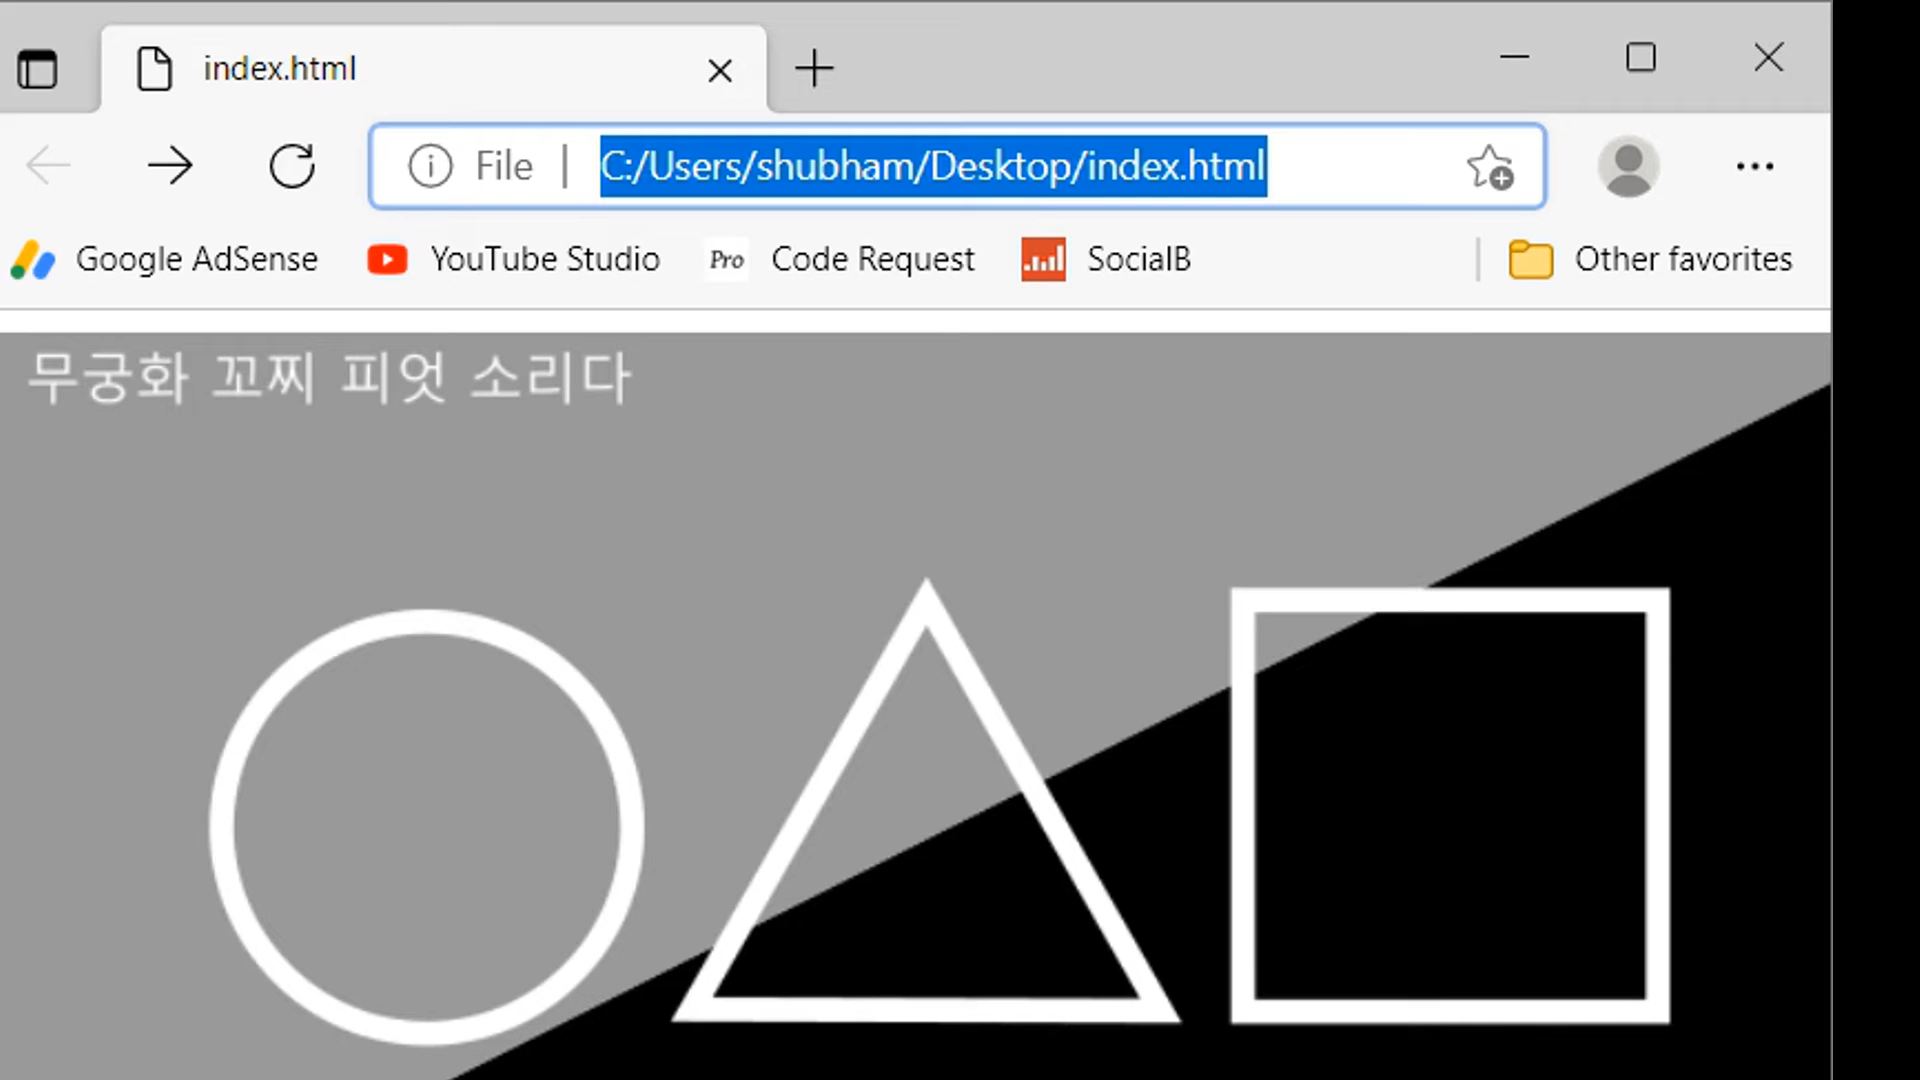 index.html
File | C:/Users/shubham/Desktop/index.html
Google AdSense YouTube Studio Pro Code Request SocialB Other favorites
무궁화 꼬찌 피엇 소리다